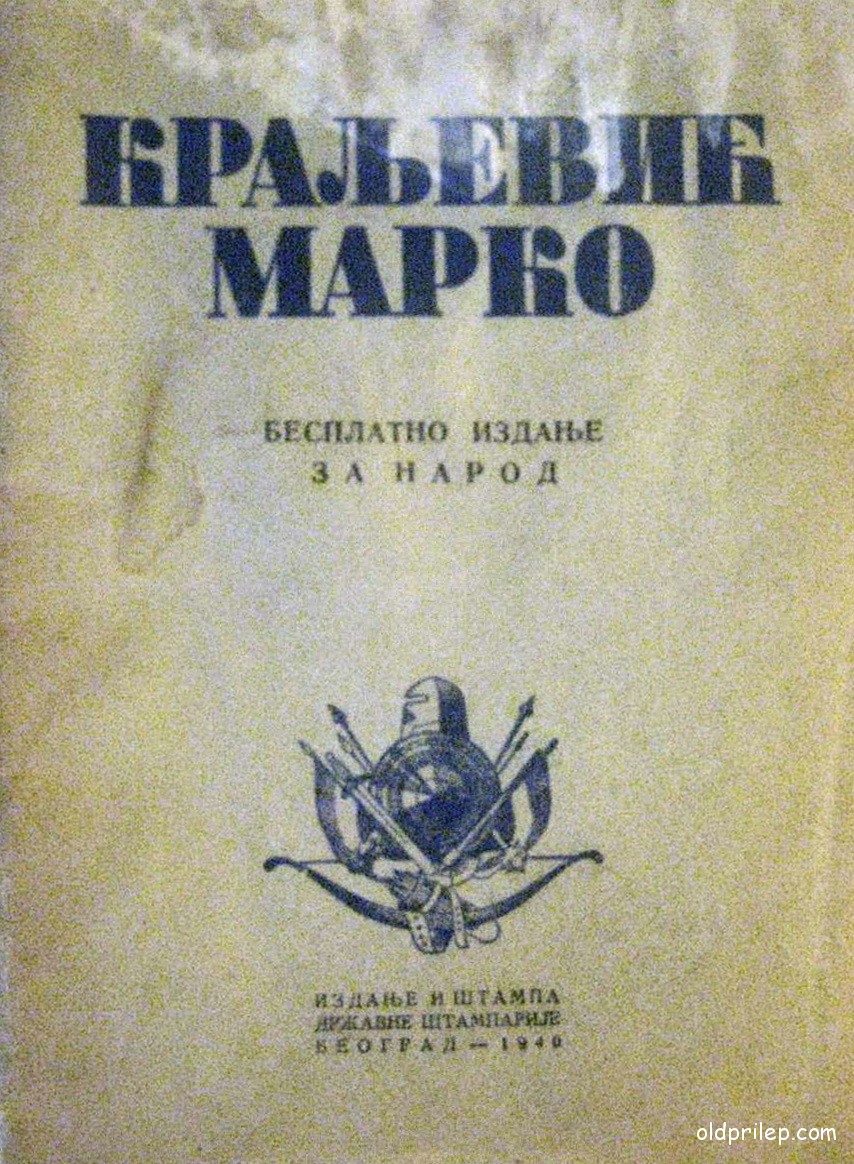 КРАЉЕВИЋ
МАРКО
БЕСПЛАТНО ИЗДАЊЕ
ЗА НАРОД
ИЗДАЊЕ И ШТАМПА
ДРЖАВНЕ ШТАМПАРИЈЕ
БЕОГРАД — 1940
oldprilep.com